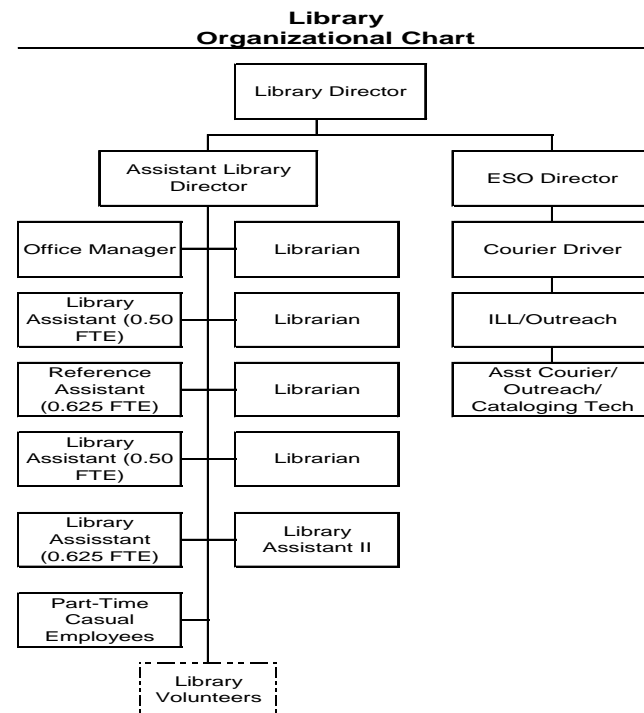 Library
Organizational Chart
Library Director
Assistant Library
Director
ESO Director
Office Manager
Librarian
Courier Driver
Library
Assistant (0.50
FTE)
Librarian
ILL/Outreach
Reference
Assistant
(0.625 FTE)
Librarian
Asst Courier/
Outreach/
Cataloging Tech
Library
Assistant (0.50
FTE)
Librarian
Library
Assisstant
(0.625 FTE)
Library
Assistant II
Part-Time
Casual
Employees
Library
Volunteers